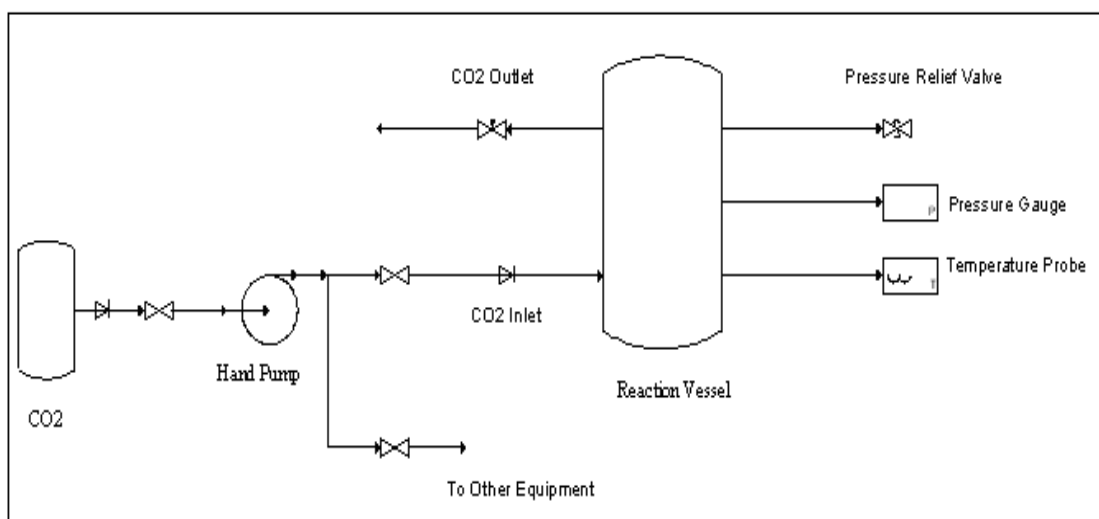 CO2 Outlet
Pressure Relief Valve
P
Pressure Gauge
Temperature Probe
T
CO2 Inlet
Hand Pump
Reaction Vessel
CO2
To Other Equipment